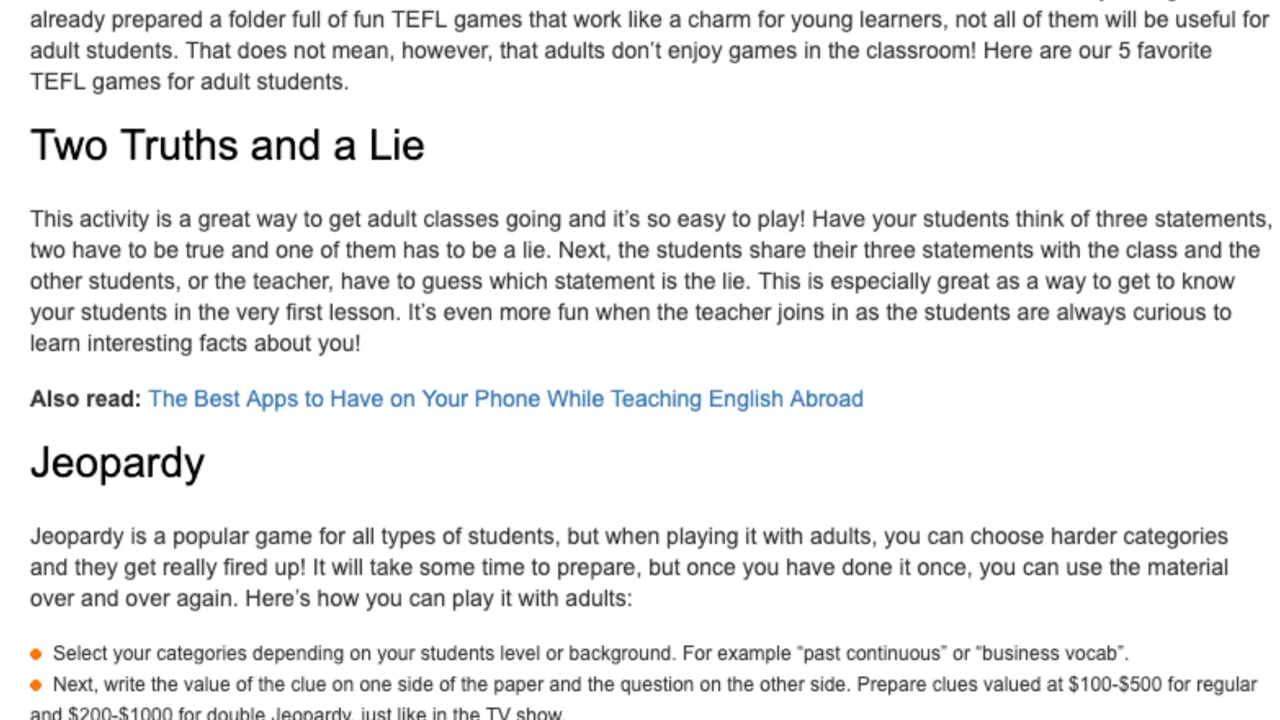 already prepared a folder full of fun TEFL games that work like a charm for young learners, not all of them will be useful for
adult students. That does not mean, however, that adults don’t enjoy games in the classroom! Here are our 5 favorite
TEFL games for adult students.
Two Truths and a Lie
This activity is a great way to get adult classes going and it’s so easy to play! Have your students think of three statements,
two have to be true and one of them has to be a lie. Next, the students share their three statements with the class and the
other students, or the teacher, have to guess which statement is the lie. This is especially great as a way to get to know
your students in the very first lesson. It’s even more fun when the teacher joins in as the students are always curious to
learn interesting facts about you!
Also read: The Best Apps to Have on Your Phone While Teaching English Abroad
Jeopardy
Jeopardy is a popular game for all types of students, but when playing it with adults, you can choose harder categories
and they get really fired up! It will take some time to prepare, but once you have done it once, you can use the material
over and over again. Here’s how you can play it with adults:
Select your categories depending on your students level or background. For example “past continuous” or “business vocab”.
Next, write the value of the clue on one side of the paper and the question on the other side. Prepare clues valued at $100-$500 for regular
and $200-$1000 for double Jeopardy, just like in the TV show.